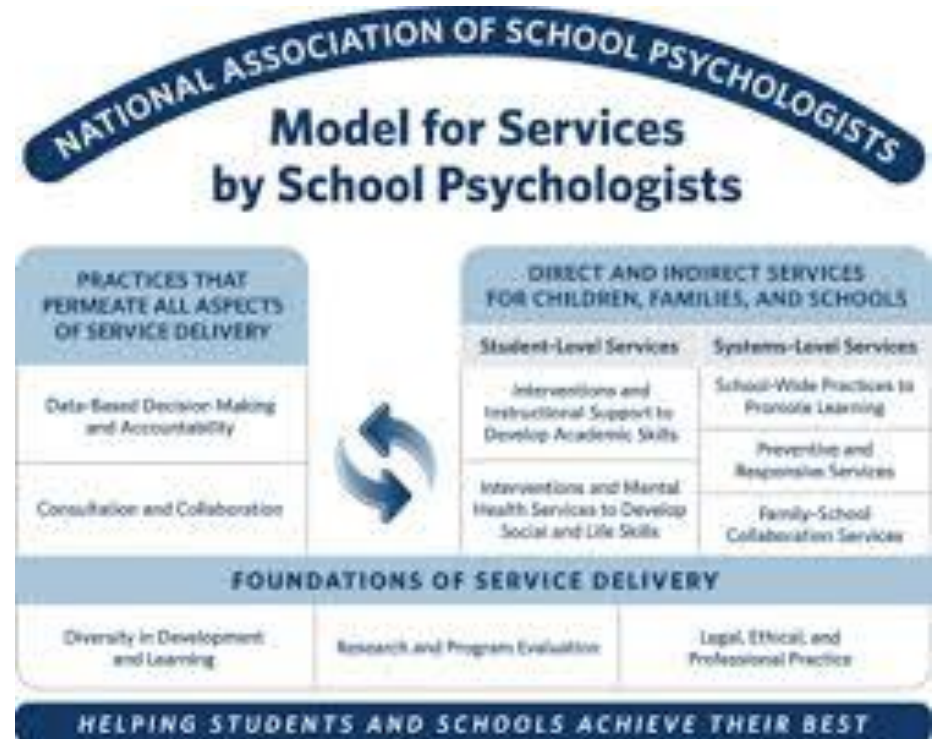 NATIONAL ASSOCIATION OF SCHOOL PSYCHOLOGISTS
Model for Services
by School Psychologists
PRACTICES THAT
PERMEATE ALL ASPECTS
OF SERVICE DELIVERY
Data-Based Decision Making
and Accountability
Consultation and Collaboration
DIRECT AND INDIRECT SERVICES
FOR CHILDREN, FAMILIES, AND SCHOOLS
Student-Level Services
Interventions and
Instructional Support to
Develop Academic Skills
Interventions and Mental
Health Services to Develop
Social and Life Skills
Systems-Level Services
School-Wide Practices to
Promote Learning
Preventive and
Responsive Services
Family-School
Collaboration Services
FOUNDATIONS OF SERVICE DELIVERY
Diversity in Development
and Learning
Research and Program Evaluation
Legal, Ethical, and
Professional Practice
HELPING STUDENTS AND SCHOOLS ACHIEVE THEIR BEST